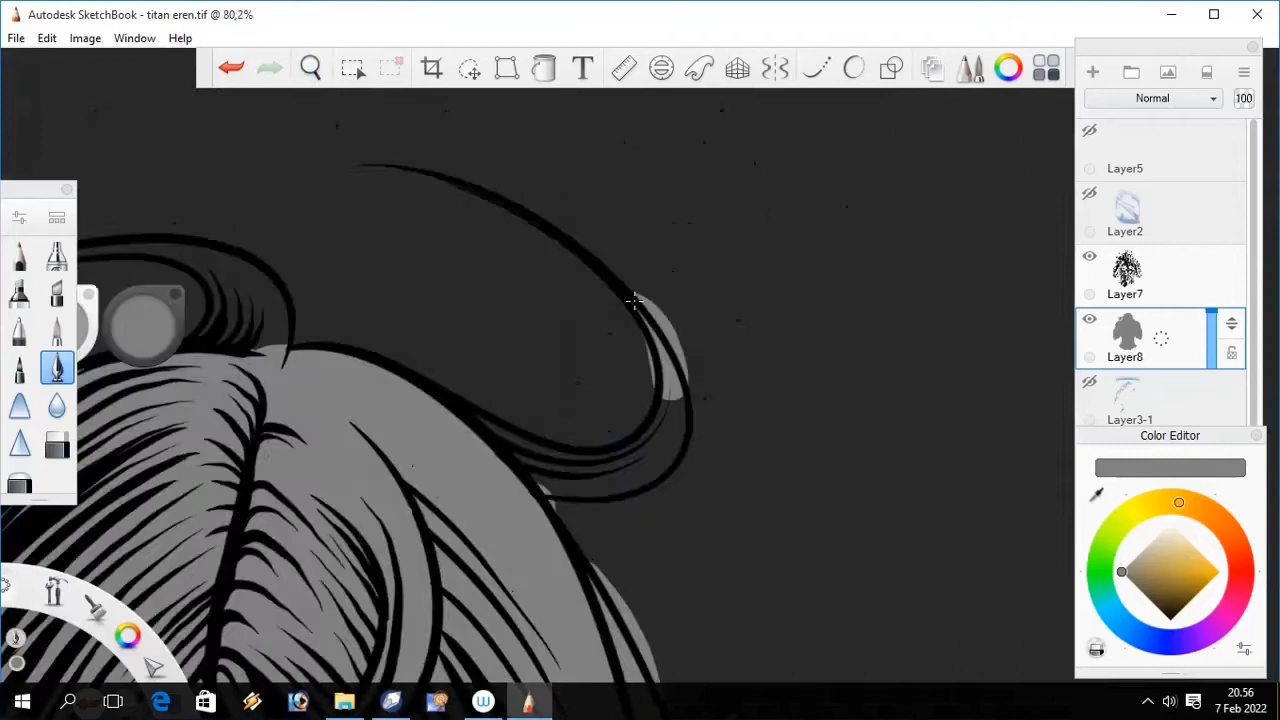 Autodesk SketchBook - titan eren.tif @ 80,2%
File Edit Image Window Help
T
Normal
100
Layer5
Layer2
Layer7
Layer8
Layer3-1
Color Editor
20.56
7 Feb 2022